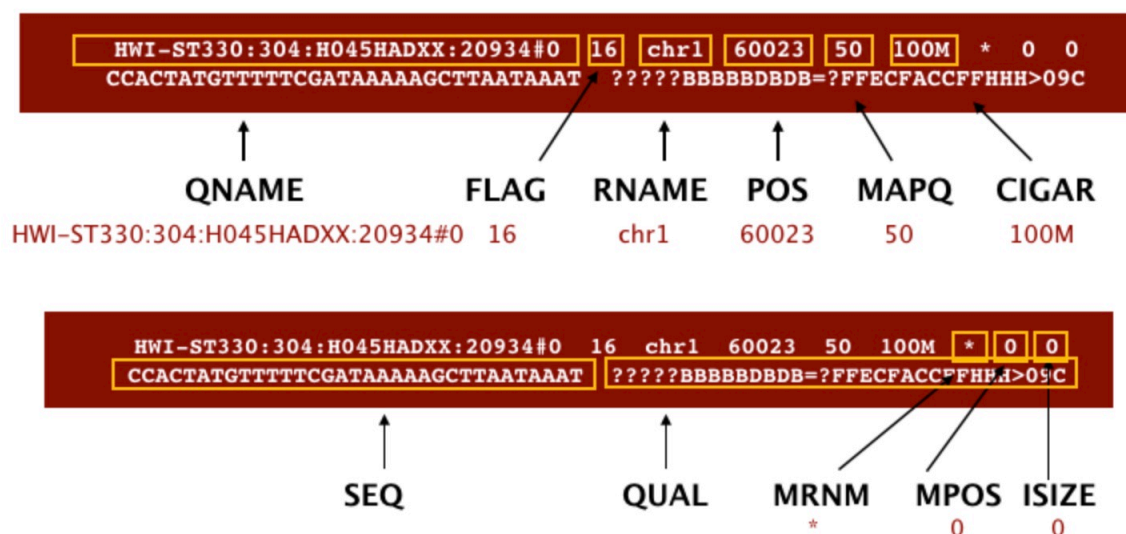 HWI-ST330:304:H045HADXX:20934#0 16 chr1 60023 50 100M * 0 0
CCACTATGTTTTTCGATAAAAAGCTTAATAAAT ?????BBBBBDBDB=?FFECFACCFFHHH>09C
QNAME FLAG RNAME POS MAPQ CIGAR
HWI-ST330:304:H045HADXX:20934#0 16 chr1 60023 50 100M
HWI-ST330:304:H045HADXX:20934#0 16 chr1 60023 50 100M * 0 0
CCACTATGTTTTTCGATAAAAAGCTTAATAAAT ?????BBBBBDBDB=?FFECFACCFFHHH>09C
SEQ QUAL MRNM MPOS ISIZE
* 0 0